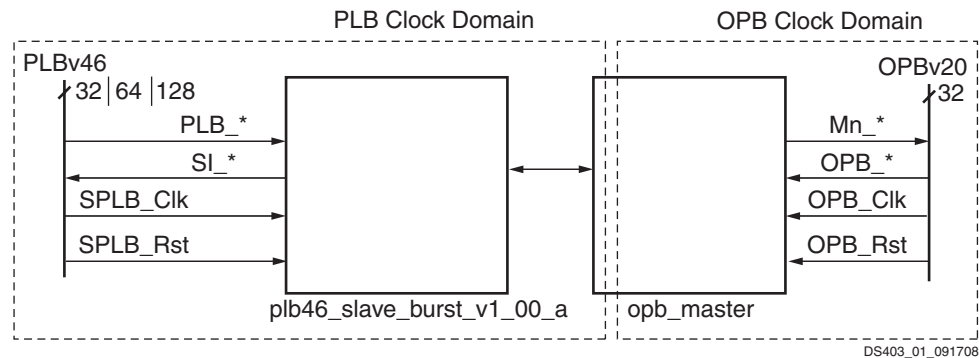 PLB Clock Domain
OPB Clock Domain
PLBv46
OPBv20
32|64|128
32
PLB_*
Mn_*
SI_*
OPB_*
SPLB_Clk
OPB_Clk
SPLB_Rst
OPB_Rst
plb46_slave_burst_v1_00_a
opb_master
DS403_01_091708